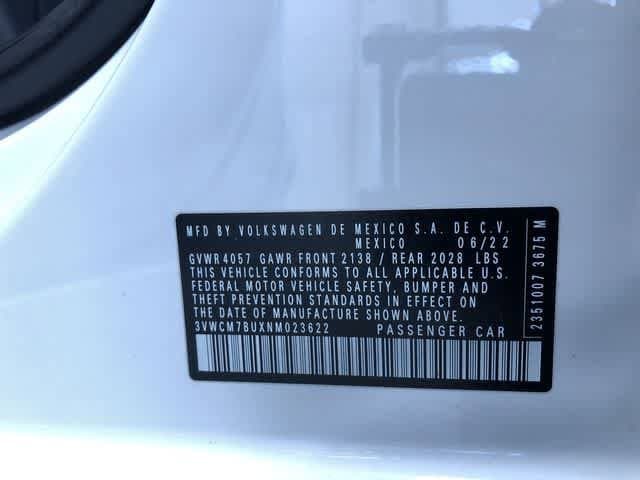 MFD BY VOLKSWAGEN DE MEXICO S.A. DE C.V.
MEXICO 06/22
GVWR 4057 GAWR FRONT 2138 / REAR 2028 LBS
THIS VEHICLE CONFORMS TO ALL APPLICABLE U.S.
FEDERAL MOTOR VEHICLE SAFETY, BUMPER AND
THEFT PREVENTION STANDARDS IN EFFECT ON
THE DATE OF MANUFACTURE SHOWN ABOVE.
3VWCM7BUXNM023622 PASSENGER CAR
2351007 3675 M